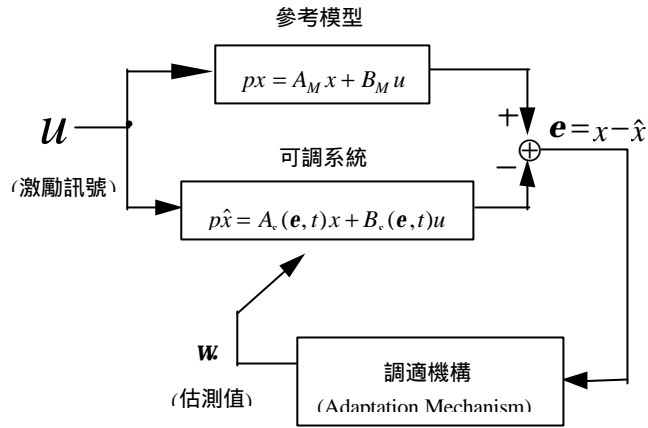 參考模型
px = A_M x + B_M u
+
u
e = x − x̂
−
可調系統
(激勵訊號)
px̂ = A_s(e, t)x + B_s(e, t)u
w.
(估測值)
調適機構
(Adaptation Mechanism)